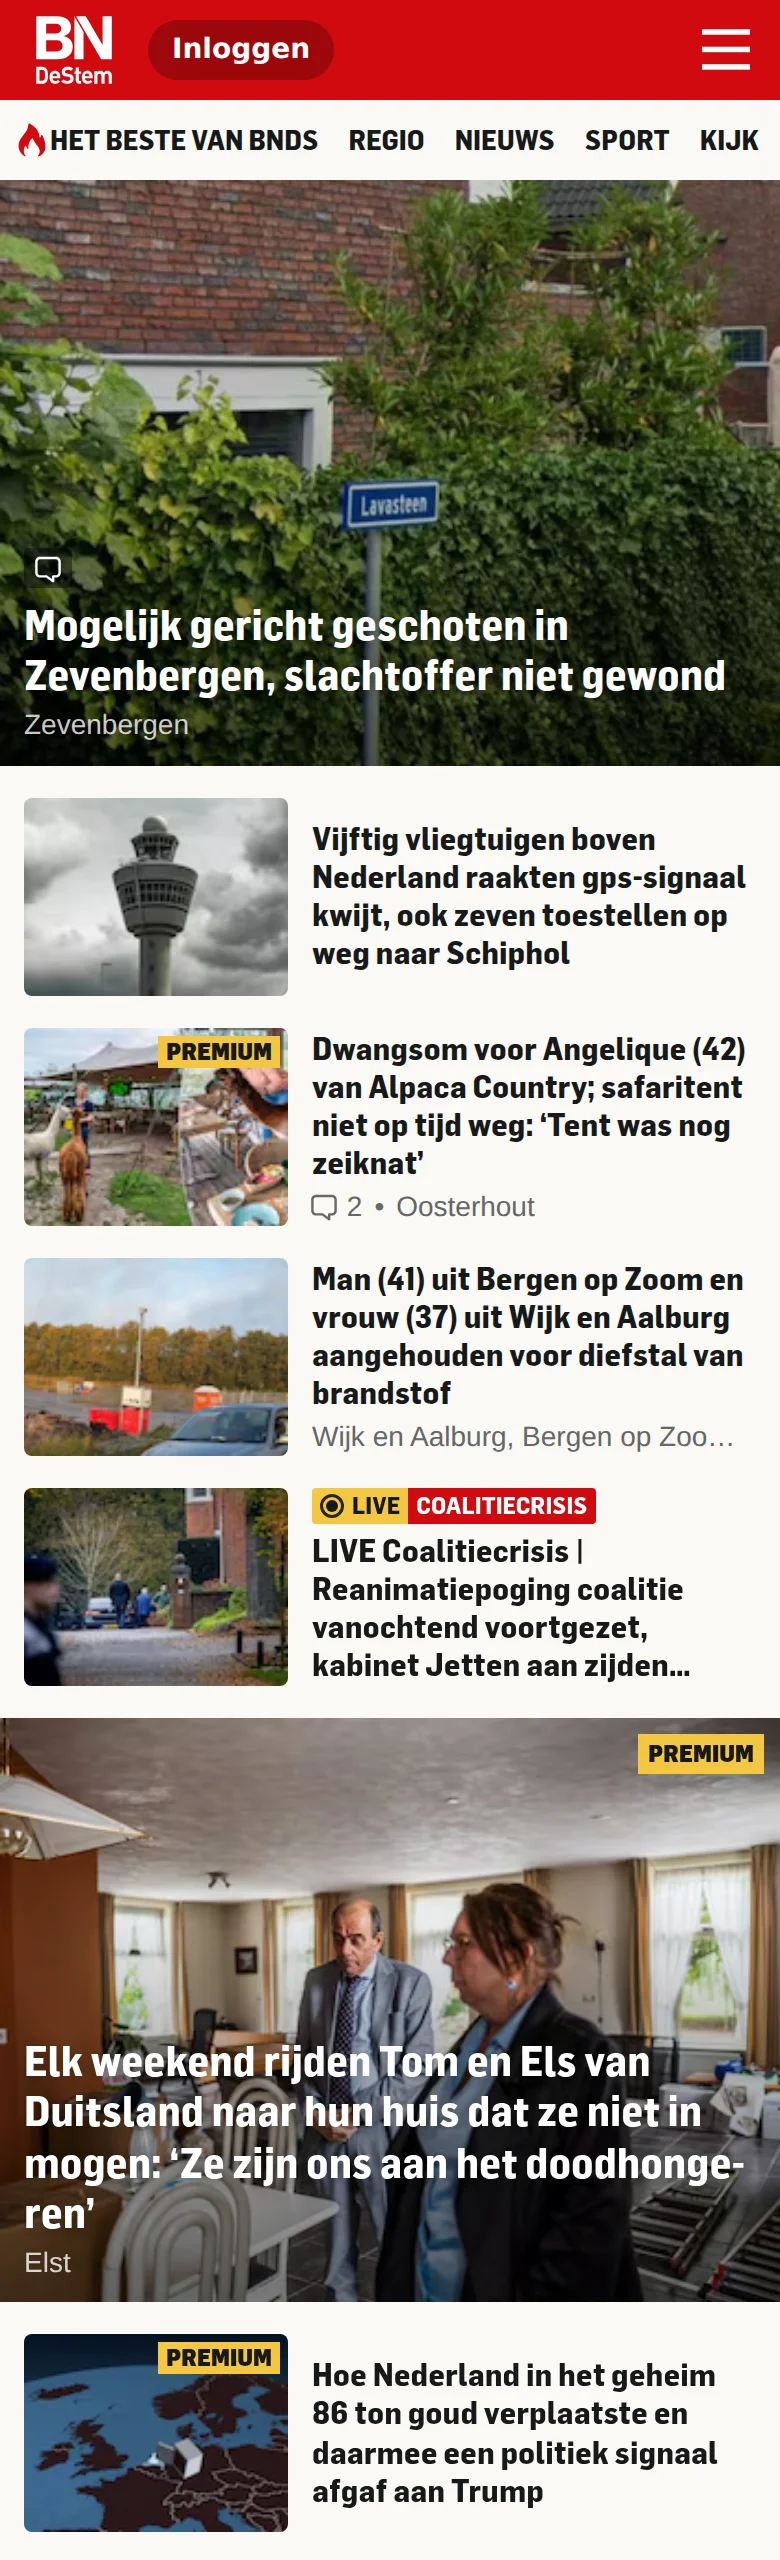 BN
DeStem
Inloggen
HET BESTE VAN BNDS REGIO NIEUWS SPORT KIJK
Lavasteen
Mogelijk gericht geschoten in
Zevenbergen, slachtoffer niet gewond
Zevenbergen
Vijftig vliegtuigen boven
Nederland raakten gps-signaal
kwijt, ook zeven toestellen op
weg naar Schiphol
PREMIUM
Dwangsom voor Angelique (42)
van Alpaca Country; safaritent
niet op tijd weg: ‘Tent was nog
zeiknat’
2 • Oosterhout
Man (41) uit Bergen op Zoom en
vrouw (37) uit Wijk en Aalburg
aangehouden voor diefstal van
brandstof
Wijk en Aalburg, Bergen op Zoo…
LIVE COALITIECRISIS
LIVE Coalitiecrisis |
Reanimatiepoging coalitie
vanochtend voortgezet,
kabinet Jetten aan zijden...
PREMIUM
Elk weekend rijden Tom en Els van
Duitsland naar hun huis dat ze niet in
mogen: ‘Ze zijn ons aan het doodhonge-
ren’
Elst
PREMIUM
Hoe Nederland in het geheim
86 ton goud verplaatste en
daarmee een politiek signaal
afgaf aan Trump